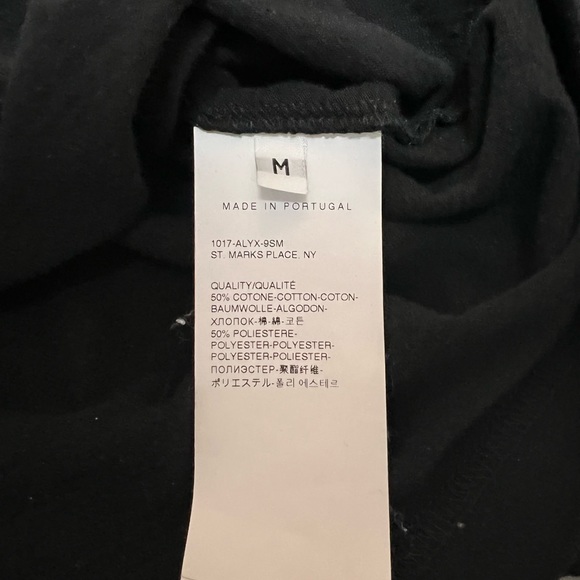 M
MADE IN PORTUGAL
1017-ALYX-9SM
ST. MARKS PLACE, NY
QUALITY/QUALITÉ
50% COTONE-COTTON-COTON-
BAUMWOLLE-ALGODON-
ХЛОПОК-棉-綿-코튼
50% POLIESTERE-
POLYESTER-POLYESTER-
POLYESTER-POLIESTER-
ПОЛИЭСТЕР-聚酯纤维-
ポリエステル-폴리 에스테르